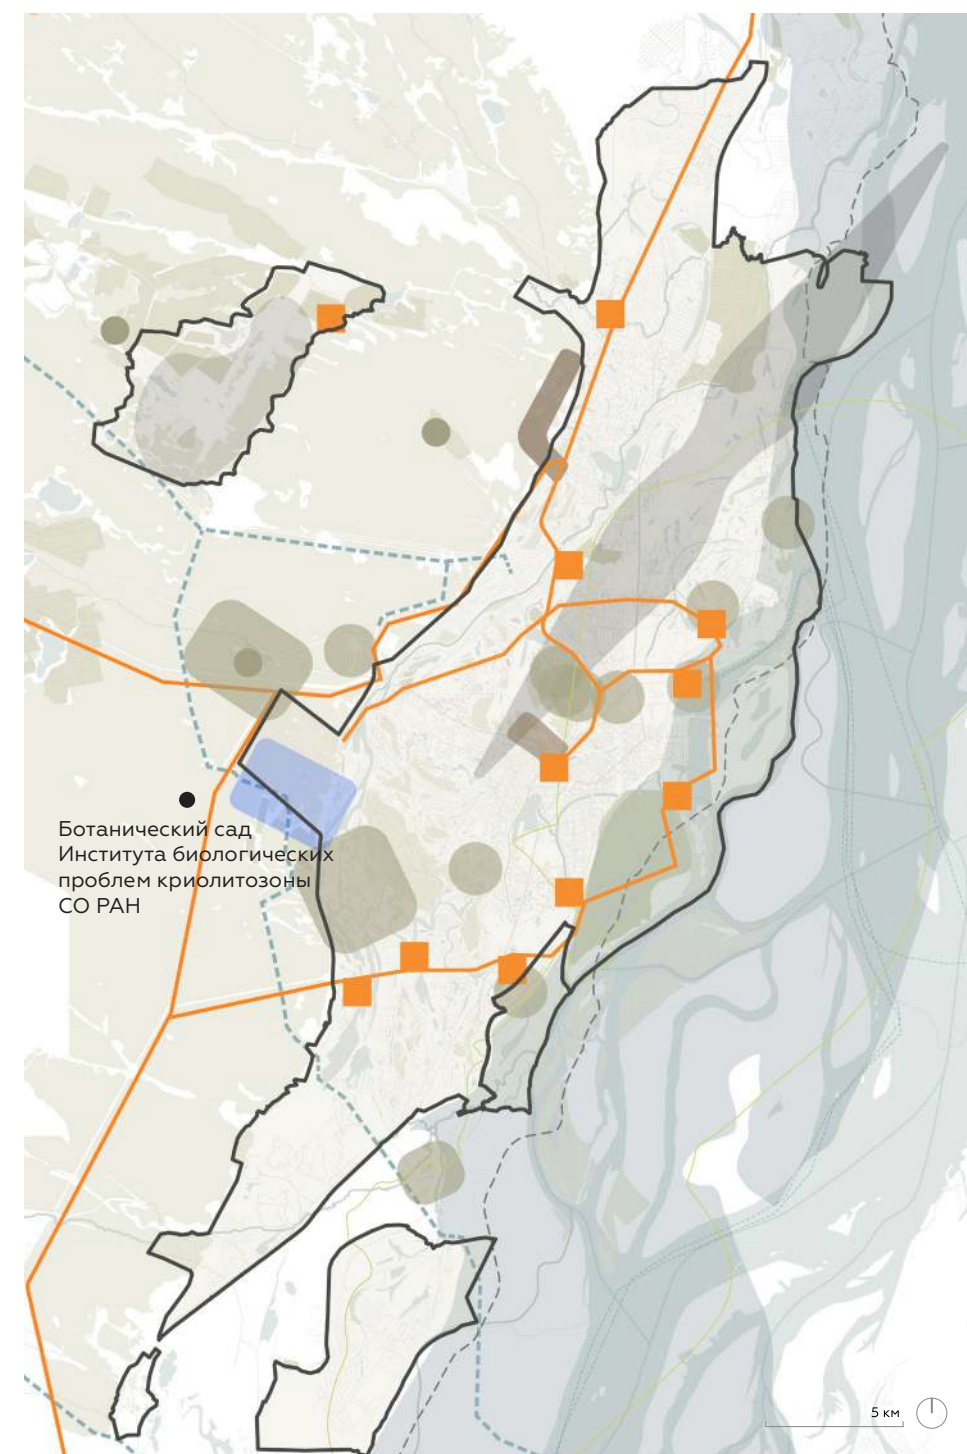 Ботанический сад
Института биологических
проблем криолитозоны
СО РАН
5 км